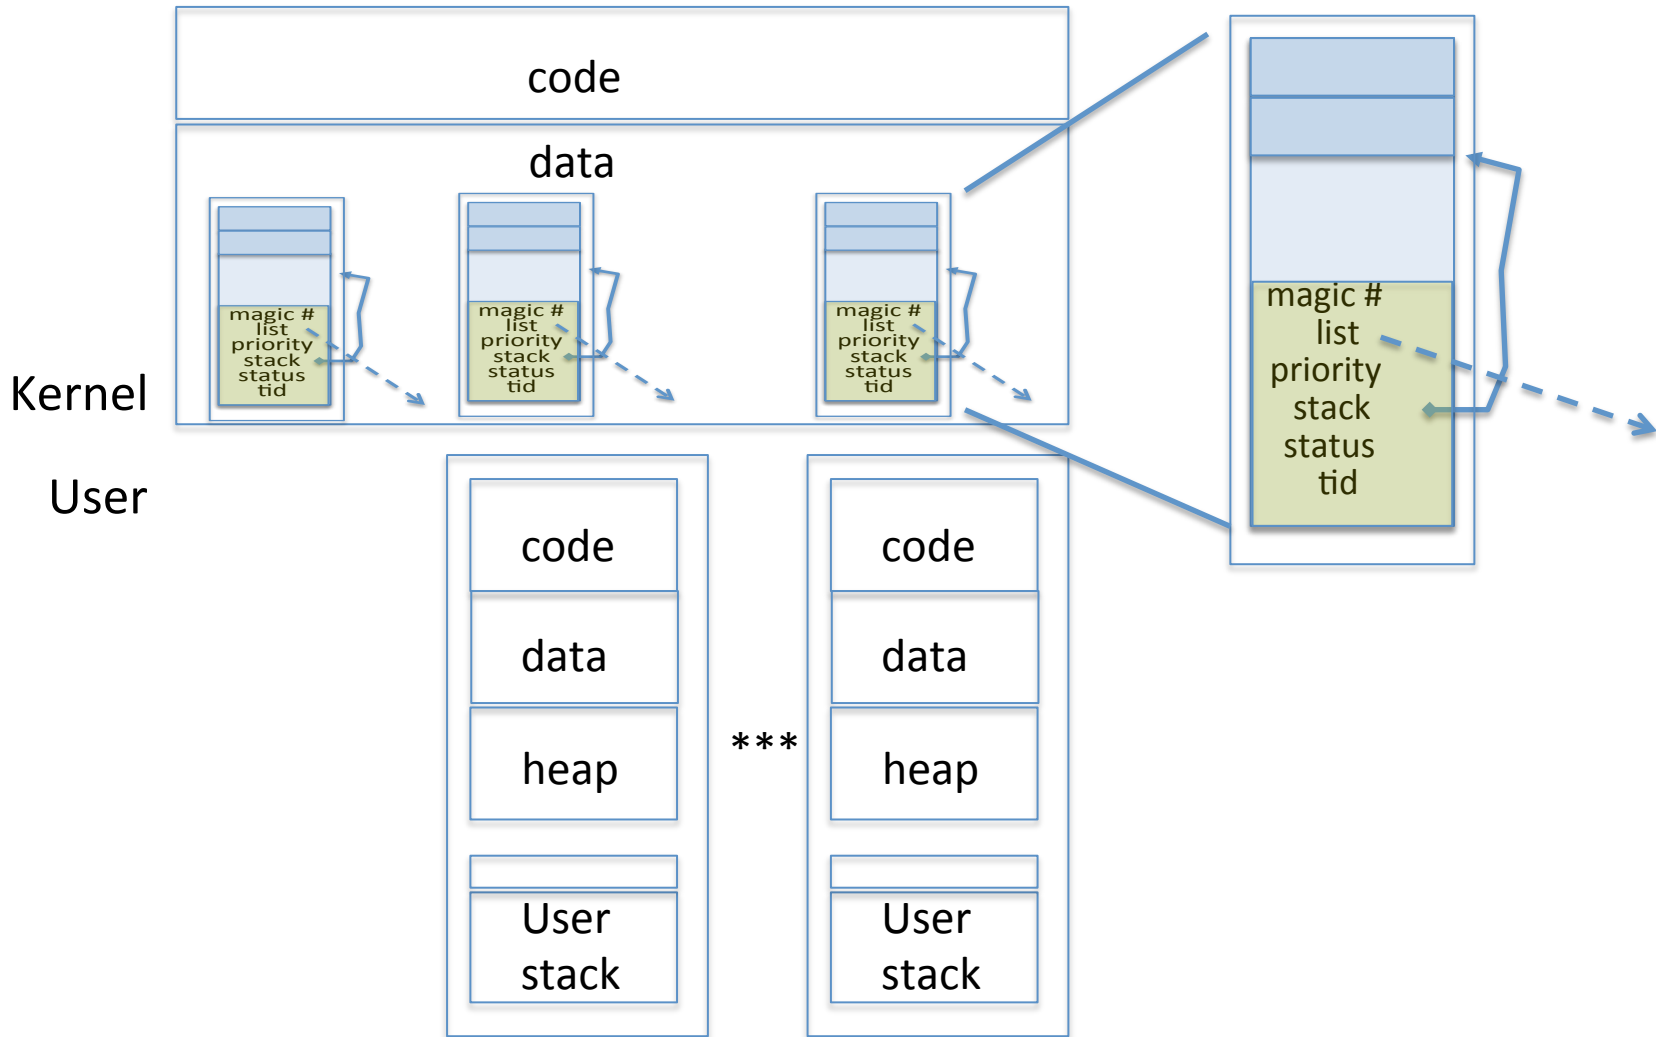 code
data
magic #
list
priority
stack
status
tid
magic #
list
priority
stack
status
tid
magic #
list
priority
stack
status
tid
magic #
list
priority
stack
status
tid
Kernel
User
code
data
heap
User
stack
***
code
data
heap
User
stack